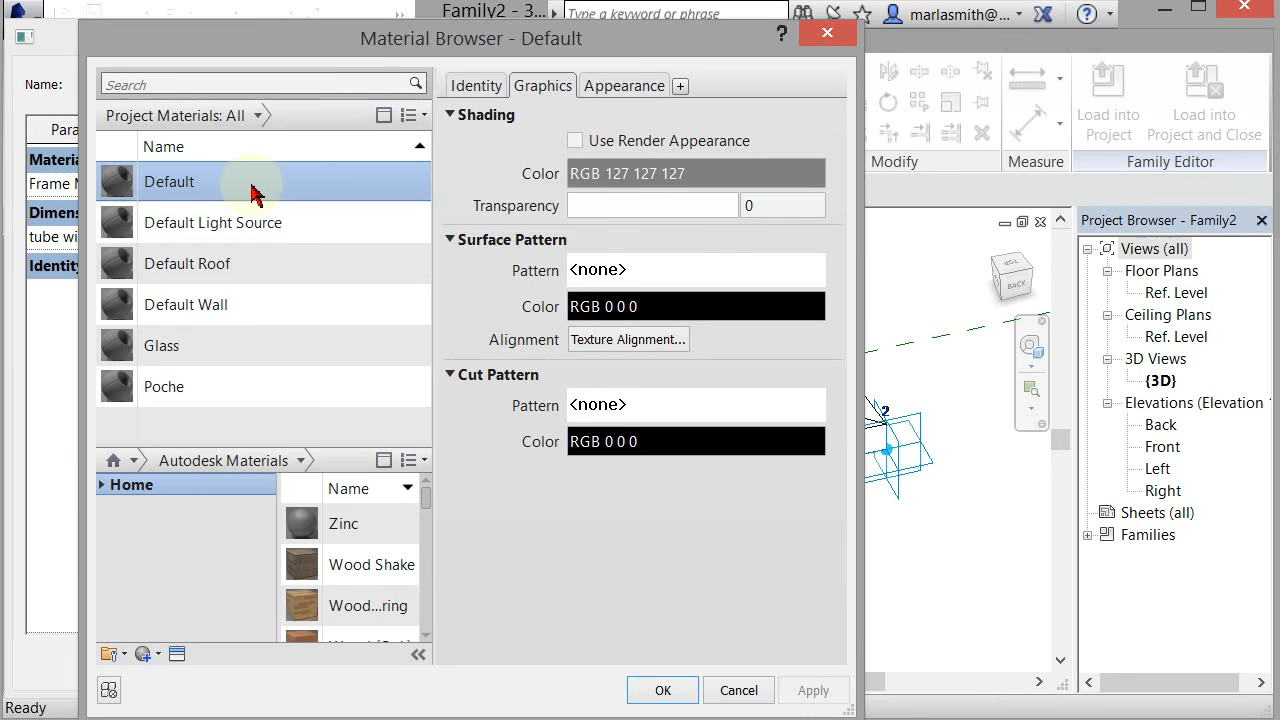 Family2 - 3...
Type a keyword or phrase
marlasmith@...
Material Browser - Default
Name:
Para
Materia
Frame M
Dimens
tube wi
Identity
Search
Project Materials: All
Name
Default
Default Light Source
Default Roof
Default Wall
Glass
Poche
Autodesk Materials
Home
Name
Zinc
Wood Shake
Wood...ring
Identity
Graphics
Appearance
Shading
Use Render Appearance
Color
RGB 127 127 127
Transparency
0
Surface Pattern
Pattern
<none>
Color
RGB 0 0 0
Alignment
Texture Alignment...
Cut Pattern
Pattern
<none>
Color
RGB 0 0 0
OK
Cancel
Apply
Load into
Project
Load into
Project and Close
Modify
Measure
Family Editor
TOP
BACK
2
Project Browser - Family2
Views (all)
Floor Plans
Ref. Level
Ceiling Plans
Ref. Level
3D Views
{3D}
Elevations (Elevation
Back
Front
Left
Right
Sheets (all)
Families
Ready